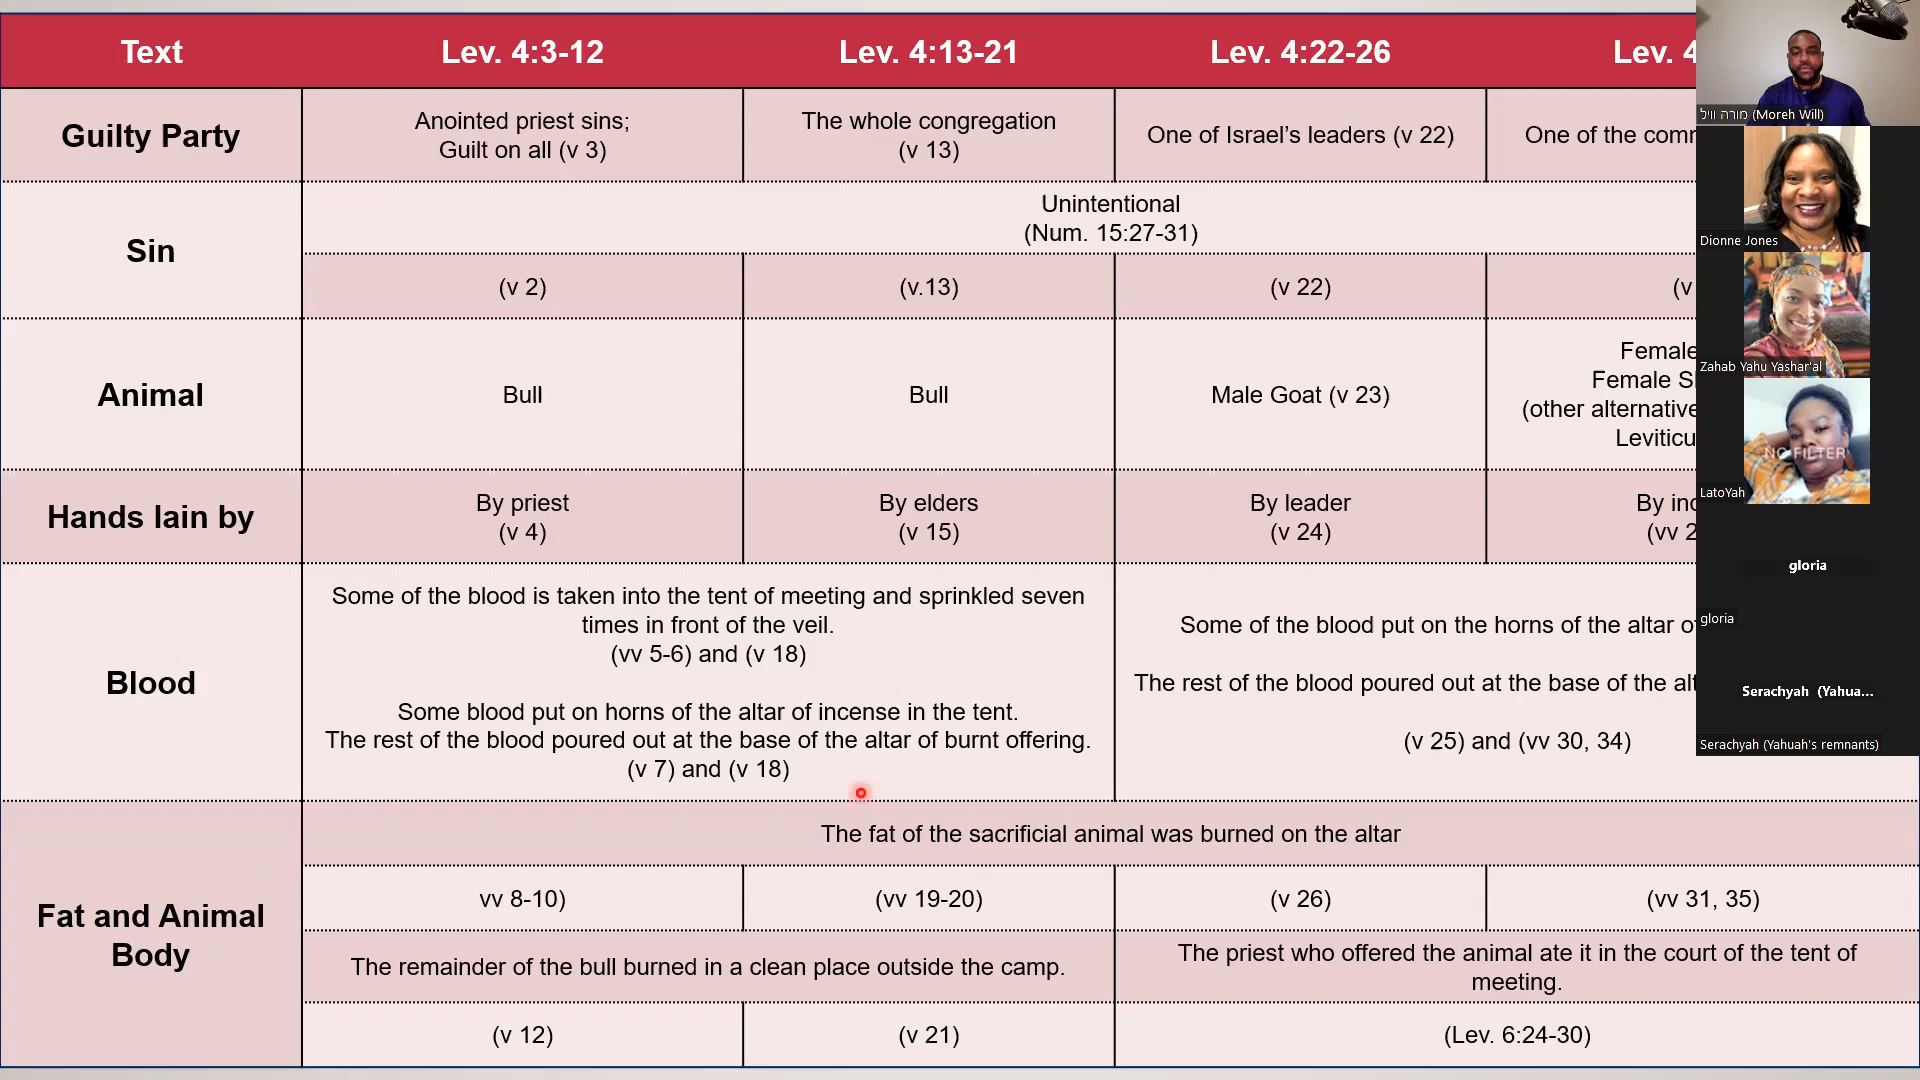 Text
Lev. 4:3-12
Lev. 4:13-21
Lev. 4:22-26
Lev. 4
Guilty Party
Anointed priest sins;
Guilt on all (v 3)
The whole congregation
(v 13)
One of Israel's leaders (v 22)
One of the
Sin
Unintentional
(Num. 15:27-31)
(v 2)
(v.13)
(v 22)
(v
Animal
Bull
Bull
Male Goat (v 23)
Female
Female
(other
Hands lain by
By priest
(v 4)
By elders
(v 15)
By leader
(v 24)
By
(vv 2
Blood
Some of the blood is taken into the tent of meeting and sprinkled seven
times in front of the veil.
(vv 5-6) and (v 18)
Some blood put on horns of the altar of incense in the tent.
The rest of the blood poured out at the base of the altar of burnt offering.
(v 7) and (v 18)
Some of the blood put on the horns of the altar
The rest of the blood poured out at the base of the
(v 25) and (vv 30, 34)
Fat and Animal
Body
The fat of the sacrificial animal was burned on the altar
vv 8-10)
(vv 19-20)
(v 26)
(vv 31, 35)
The remainder of the bull burned in a clean place outside the camp.
The priest who offered the animal ate it in the court of the tent of
meeting.
(v 12)
(v 21)
(Lev. 6:24-30)
מורה וויל (Moreh Will)
Dionne Jones
Zahab Yahu Yashar'al
NO FILTER
LatoYah
gloria
gloria
Serachyah (Yahua...
Serachyah (Yahuah's remnants)